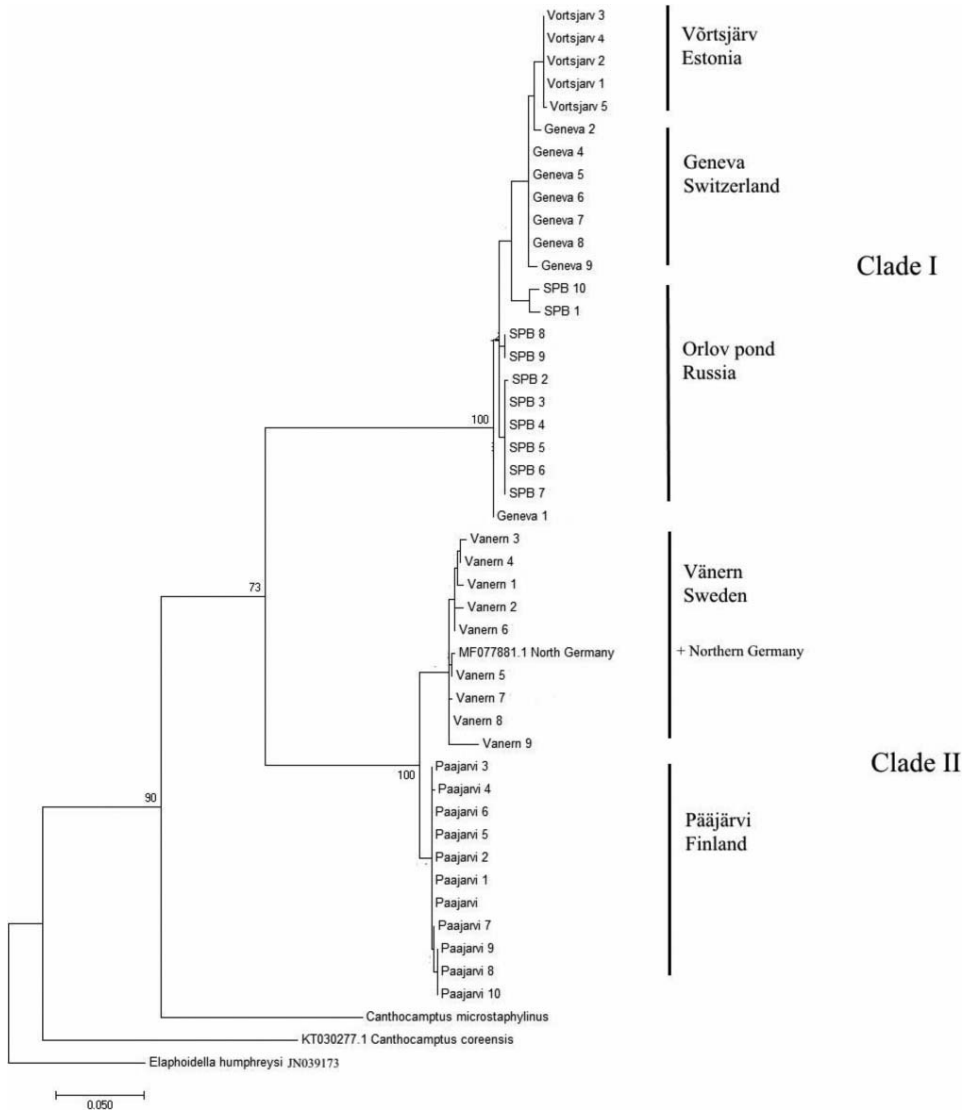 Vortsjarv 3
Vortsjarv 4
Vortsjarv 2
Vortsjarv 1
Vortsjarv 5
Võrtsjärv
Estonia
Geneva 2
Geneva 4
Geneva 5
Geneva 6
Geneva 7
Geneva 8
Geneva 9
Geneva
Switzerland
Clade I
SPB 10
SPB 1
SPB 8
SPB 9
SPB 2
SPB 3
SPB 4
SPB 5
SPB 6
SPB 7
Geneva 1
Orlov pond
Russia
100
Vanern 3
Vanern 4
Vanern 1
Vanern 2
Vanern 6
MF077881.1 North Germany
Vanern 5
Vanern 7
Vanern 8
Vanern 9
Vänern
Sweden
+ Northern Germany
73
Clade II
100
Paajarvi 3
Paajarvi 4
Paajarvi 6
Paajarvi 5
Paajarvi 2
Paajarvi 1
Paajarvi
Paajarvi 7
Paajarvi 9
Paajarvi 8
Paajarvi 10
Pääjärvi
Finland
90
Canthocamptus microstaphylinus
KT030277.1 Canthocamptus coreensis
Elaphoidella humphreysi JN039173
0.050